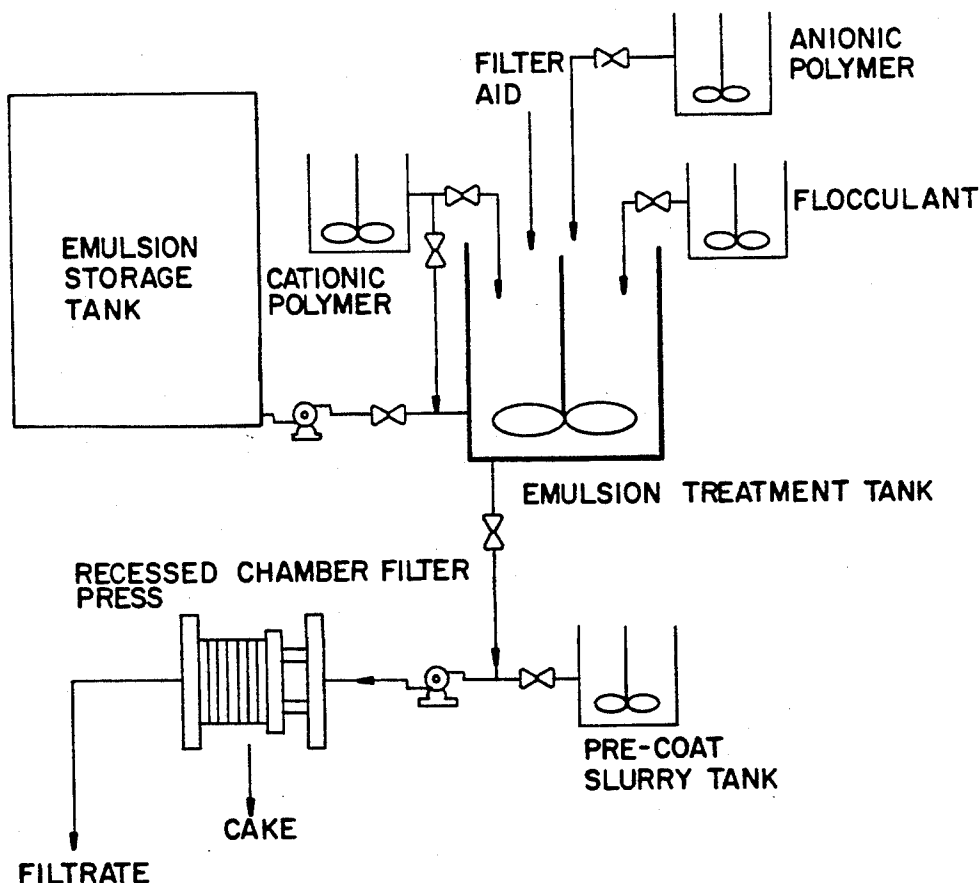 ANIONIC
POLYMER
FILTER
AID
FLOCCULANT
EMULSION
STORAGE
TANK
CATIONIC
POLYMER
EMULSION TREATMENT TANK
RECESSED CHAMBER FILTER
PRESS
PRE-COAT
SLURRY TANK
CAKE
FILTRATE